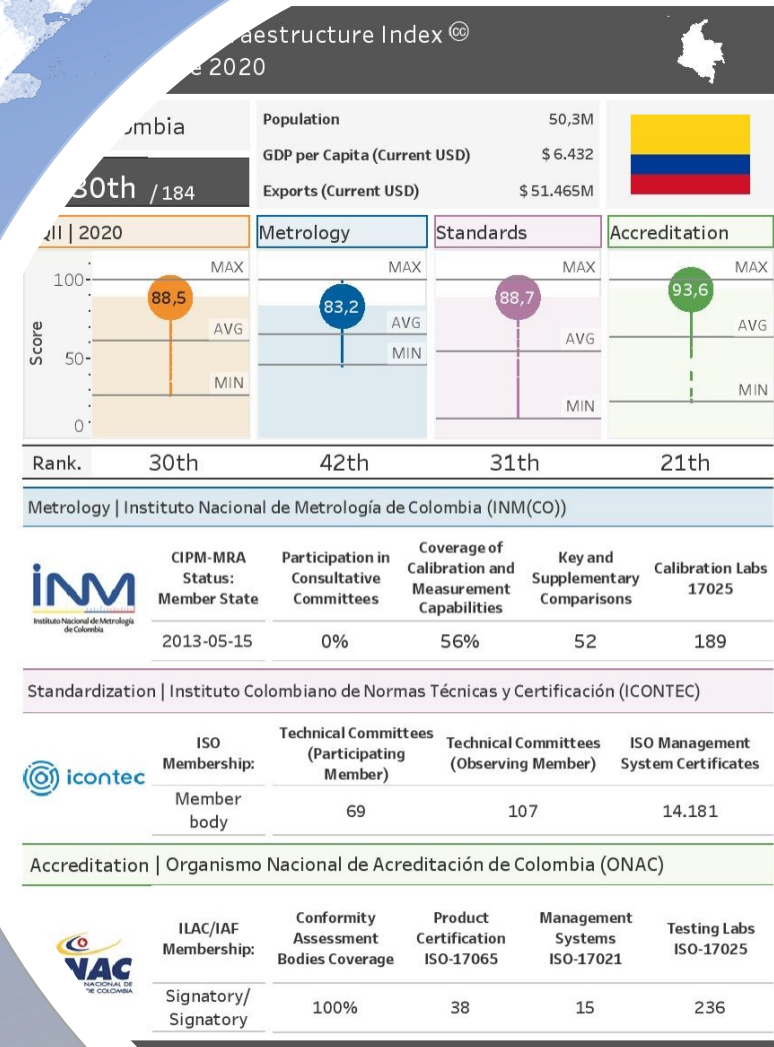 aestructure Index
2020
ombia
Population 50,3M
GDP per Capita (Current USD) $ 6.432
Exports (Current USD) $ 51.465M
30th / 184
QII | 2020
Metrology
Standards
Accreditation
Score
100
50
0
MAX
88,5
AVG
MIN
MAX
83,2
AVG
MIN
MAX
88,7
AVG
MIN
MAX
93,6
AVG
MIN
Rank. 30th 42th 31th 21th
Metrology | Instituto Nacional de Metrología de Colombia (INM(CO))
iNM
Instituto Nacional de Metrología
de Colombia
CIPM-MRA
Status:
Member State
2013-05-15
Participation in
Consultative
Committees
0%
Coverage of
Calibration and
Measurement
Capabilities
56%
Key and
Supplementary
Comparisons
52
Calibration Labs
17025
189
Standardization | Instituto Colombiano de Normas Técnicas y Certificación (ICONTEC)
icontec
ISO
Membership:
Member
body
Technical Committees
(Participating
Member)
69
Technical Committees
(Observing Member)
107
ISO Management
System Certificates
14.181
Accreditation | Organismo Nacional de Acreditación de Colombia (ONAC)
NAC
NACIONAL DE
DE COLOMBIA
ILAC/IAF
Membership:
Signatory/
Signatory
Conformity
Assessment
Bodies Coverage
100%
Product
Certification
ISO-17065
38
Management
Systems
ISO-17021
15
Testing Labs
ISO-17025
236